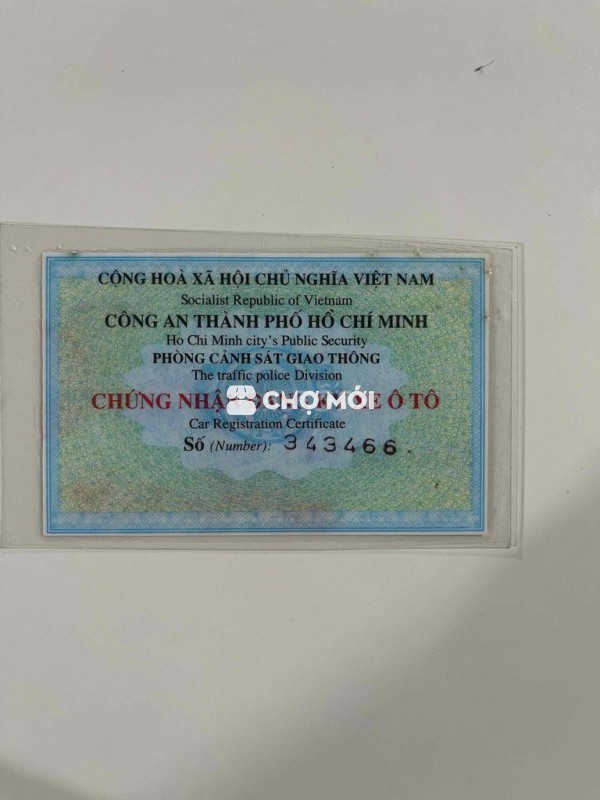 CỘNG HOÀ XÃ HỘI CHỦ NGHĨA VIỆT NAM
Socialist Republic of Vietnam
CÔNG AN THÀNH PHỐ HỒ CHÍ MINH
Ho Chi Minh city's Public Security
PHÒNG CẢNH SÁT GIAO THÔNG
The traffic police Division
CHỨNG Ô TÔ
CHỢ MỚI
Car Registration Certificate
Số (Number): 343466.